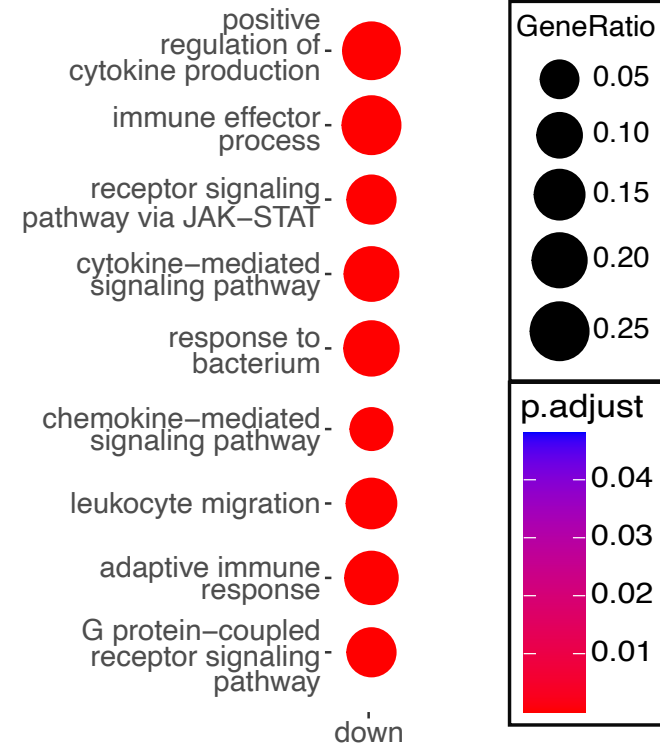 positive
regulation of
cytokine production
immune effector
process
receptor signaling
pathway via JAK−STAT
cytokine−mediated
signaling pathway
response to
bacterium
chemokine−mediated
signaling pathway
leukocyte migration
adaptive immune
response
G protein−coupled
receptor signaling
pathway
down
GeneRatio
0.05
0.10
0.15
0.20
0.25
p.adjust
0.04
0.03
0.02
0.01